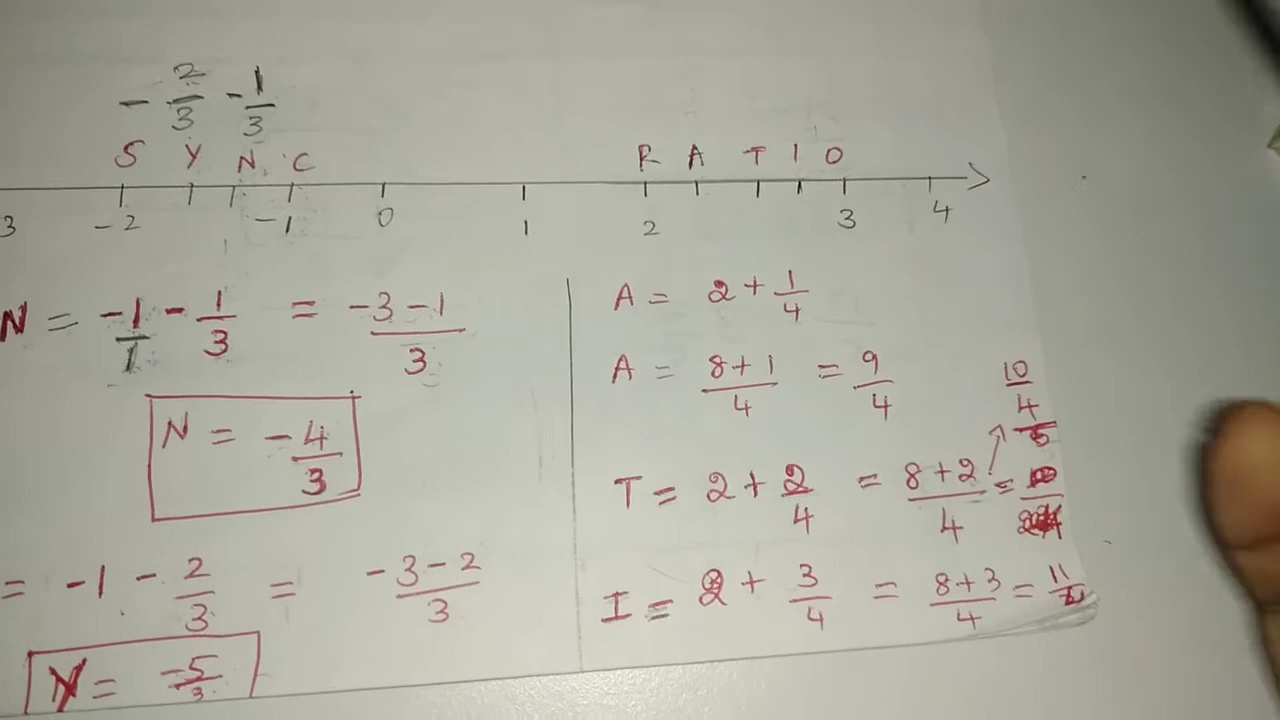 - 2/3 - 1/3
S Y N C R A T I O
3 -2 -1 0 1 2 3 4
N = -1/1 - 1/3 = -3-1/3
N = -4/3
= -1 - 2/3 = -3-2/3
Y = -5/3
A = 2 + 1/4
A = 8+1/4 = 9/4
10/4
T = 2 + 2/4 = 8+2/4 =
I = 2 + 3/4 = 8+3/4 = 11/4